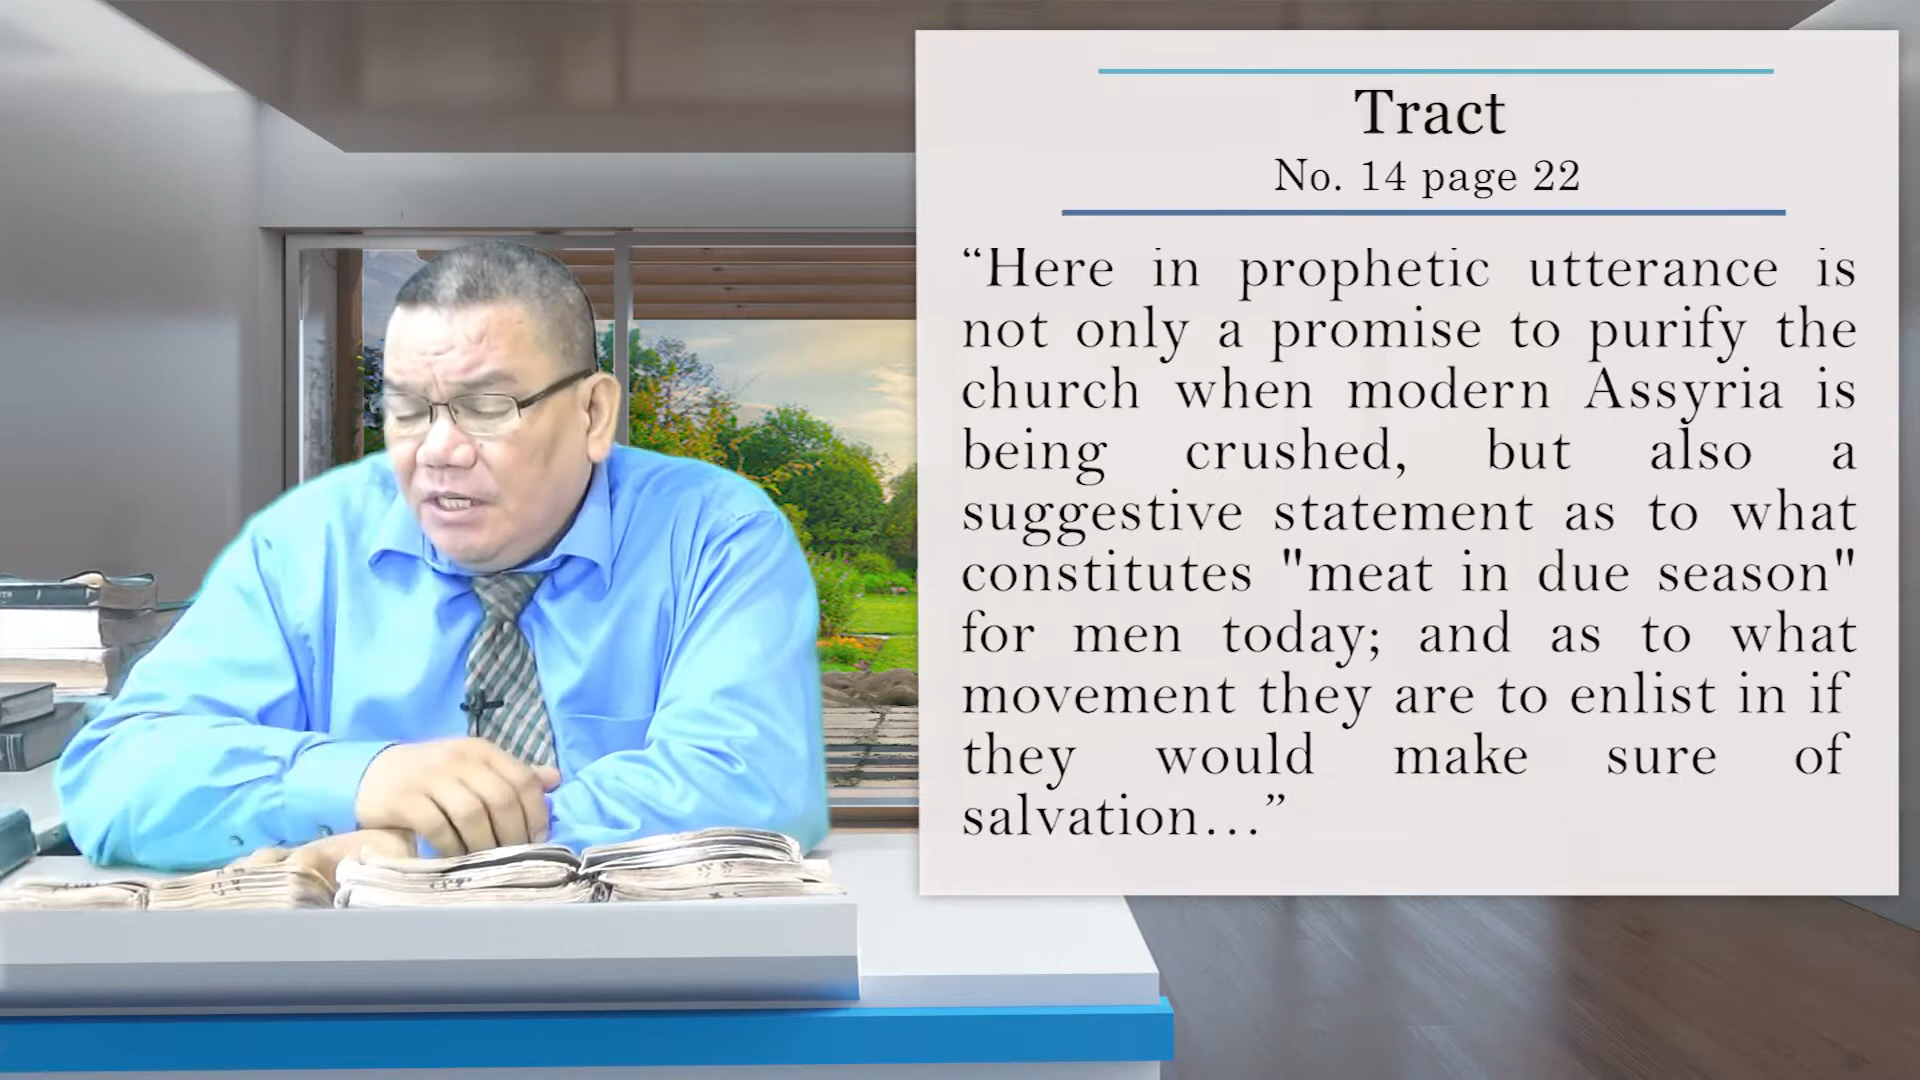 Tract
No. 14 page 22
“Here in prophetic utterance is
not only a promise to purify the
church when modern Assyria is
being crushed, but also a
suggestive statement as to what
constitutes "meat in due season"
for men today; and as to what
movement they are to enlist in if
they would make sure of
salvation…”